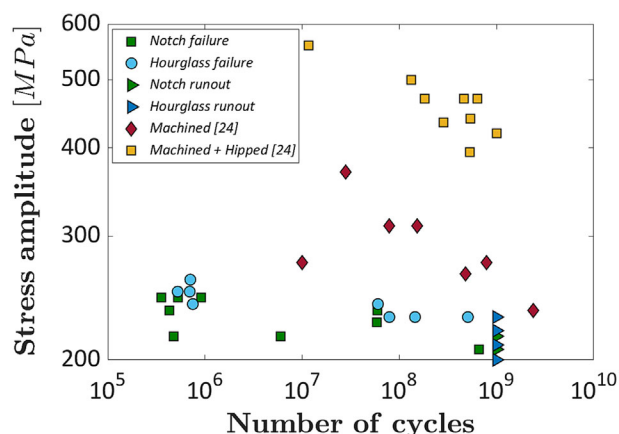 600
500
400
300
200
Stress amplitude [MPa]
Notch failure
Hourglass failure
Notch runout
Hourglass runout
Machined [24]
Machined + Hipped [24]
10^5 10^6 10^7 10^8 10^9 10^10
Number of cycles